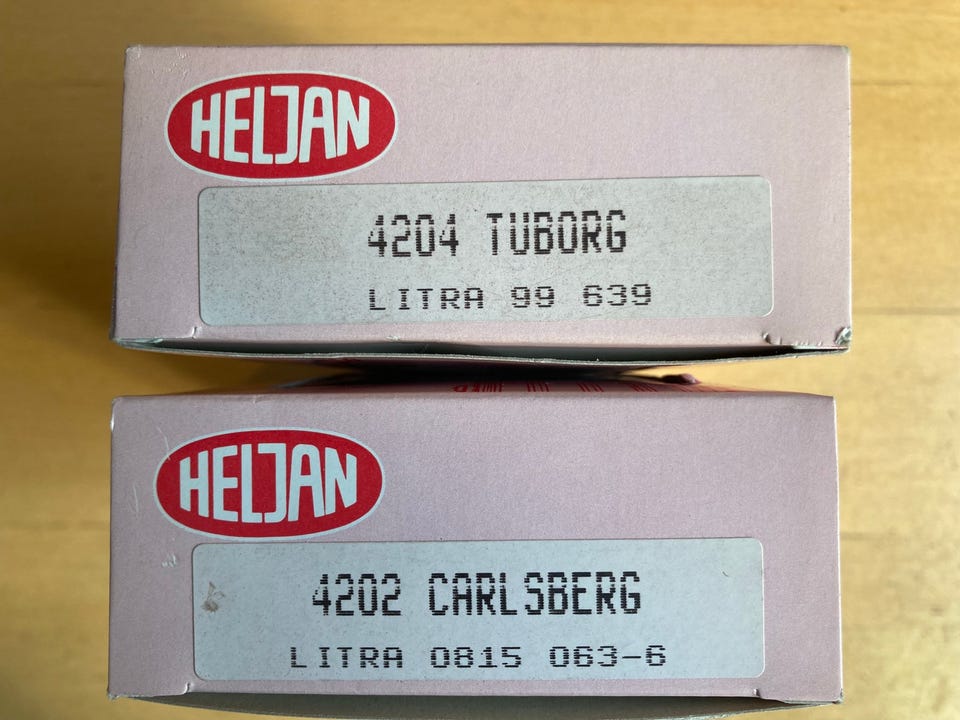 HELJAN
4204 TUBORG
LITRA 99 639
HELJAN
4202 CARLSBERG
LITRA 0815 063-6